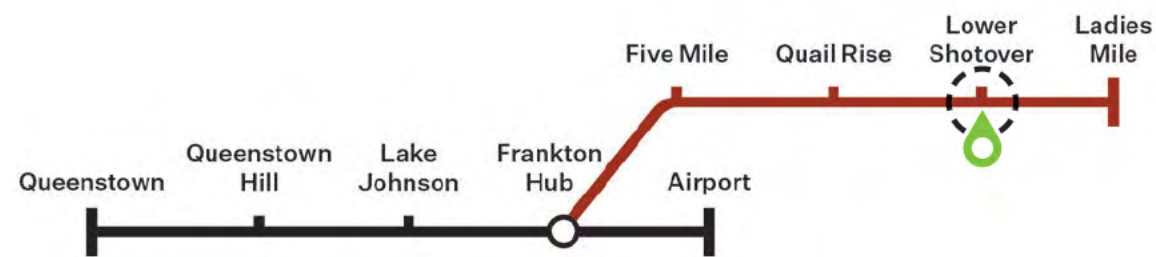 Lower
Shotover
Ladies
Mile
Five Mile
Quail Rise
Queenstown
Queenstown
Hill
Lake
Johnson
Frankton
Hub
Airport